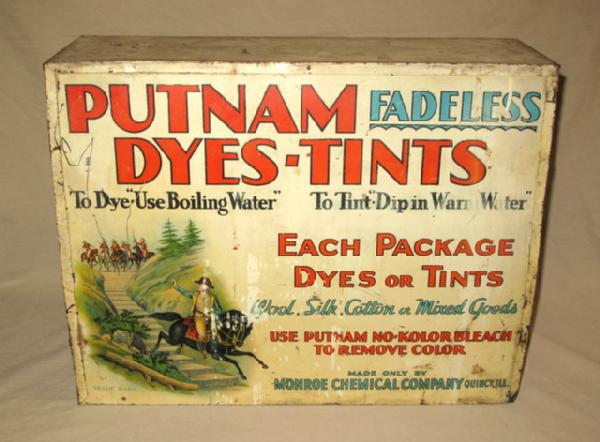 PUTNAM FADELESS
DYES-TINTS
To Dye "Use Boiling Water" To Tint "Dip in Warm Water"
EACH PACKAGE
DYES OR TINTS
Wool, Silk, Cotton or Mixed Goods
USE PUTNAM NO-KOLOR BLEACH
TO REMOVE COLOR
MADE ONLY BY
MONROE CHEMICAL COMPANY QUINCY, ILL.
TRADE MARK